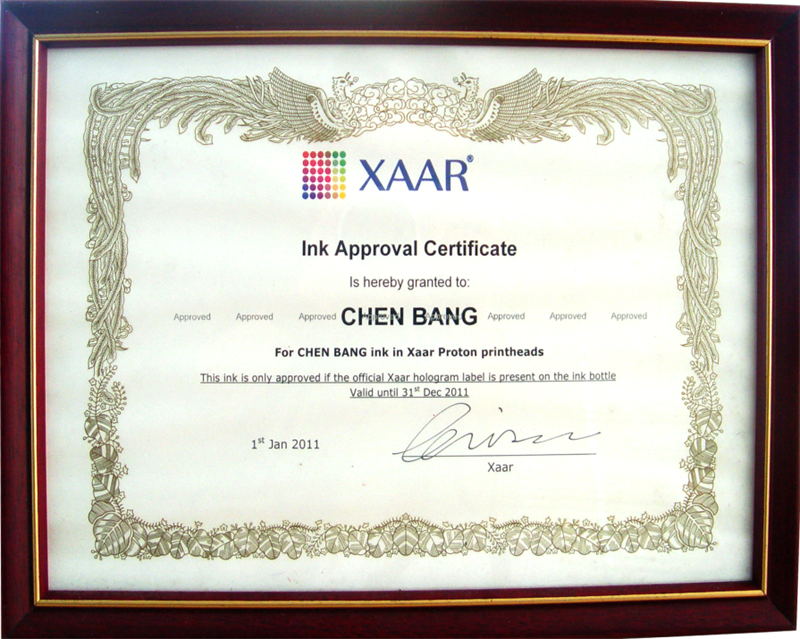 XAAR®
Ink Approval Certificate
Is hereby granted to:
Approved Approved Approved CHEN BANG Approved Approved Approved
For CHEN BANG ink in Xaar Proton printheads
This ink is only approved if the official Xaar hologram label is present on the ink bottle
Valid until 31st Dec 2011
1st Jan 2011
Xaar